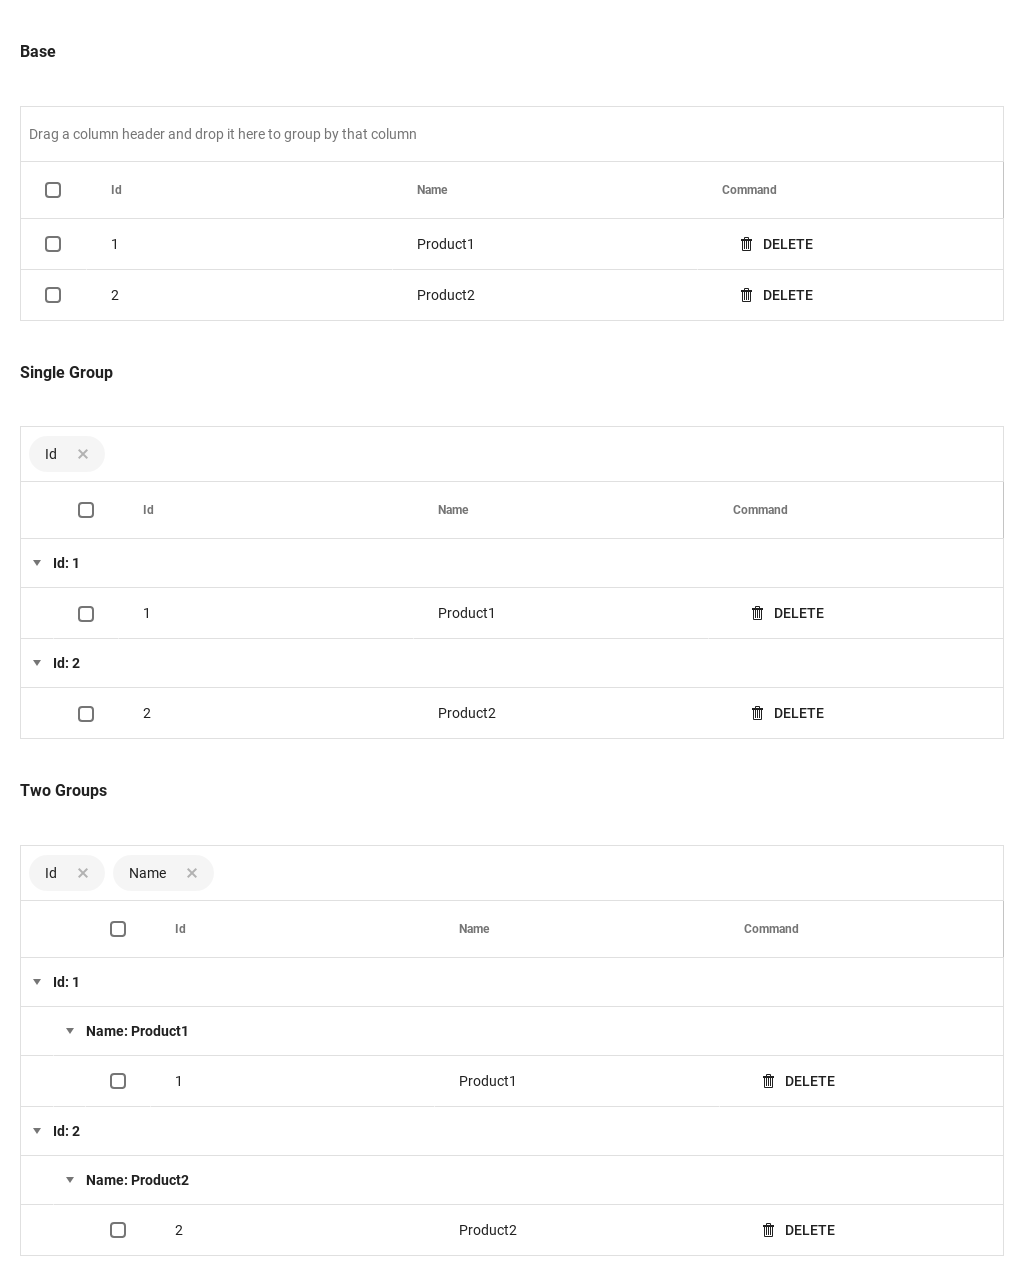 Base
Drag a column header and drop it here to group by that column
Id Name Command
1 Product1 DELETE
2 Product2 DELETE
Single Group
Id
Id Name Command
Id: 1
1 Product1 DELETE
Id: 2
2 Product2 DELETE
Two Groups
Id Name
Id Name Command
Id: 1
Name: Product1
1 Product1 DELETE
Id: 2
Name: Product2
2 Product2 DELETE